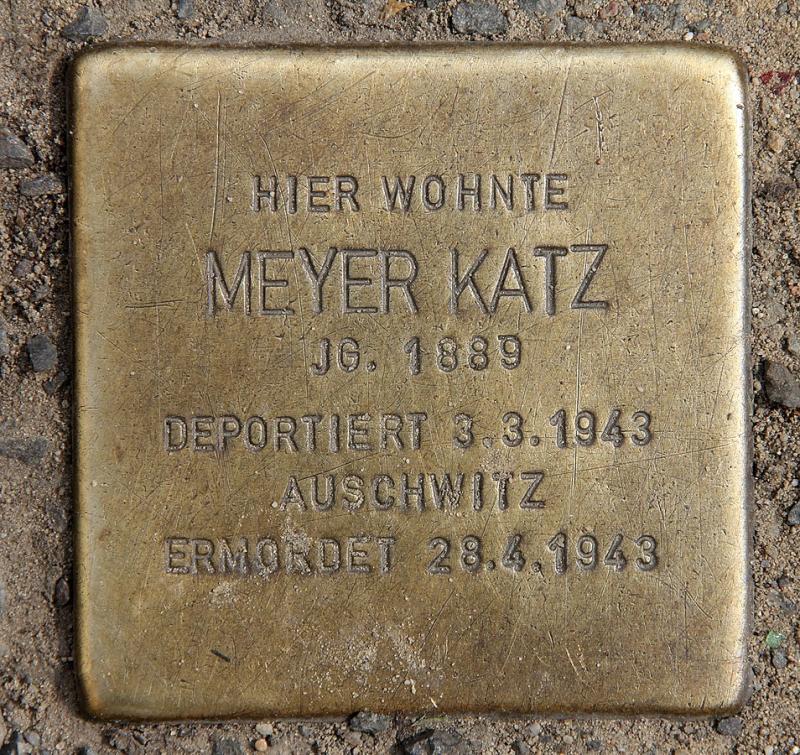 HIER WOHNTE
MEYER KATZ
JG. 1889
DEPORTIERT 3.3.1943
AUSCHWITZ
ERMORDET 28.4.1943